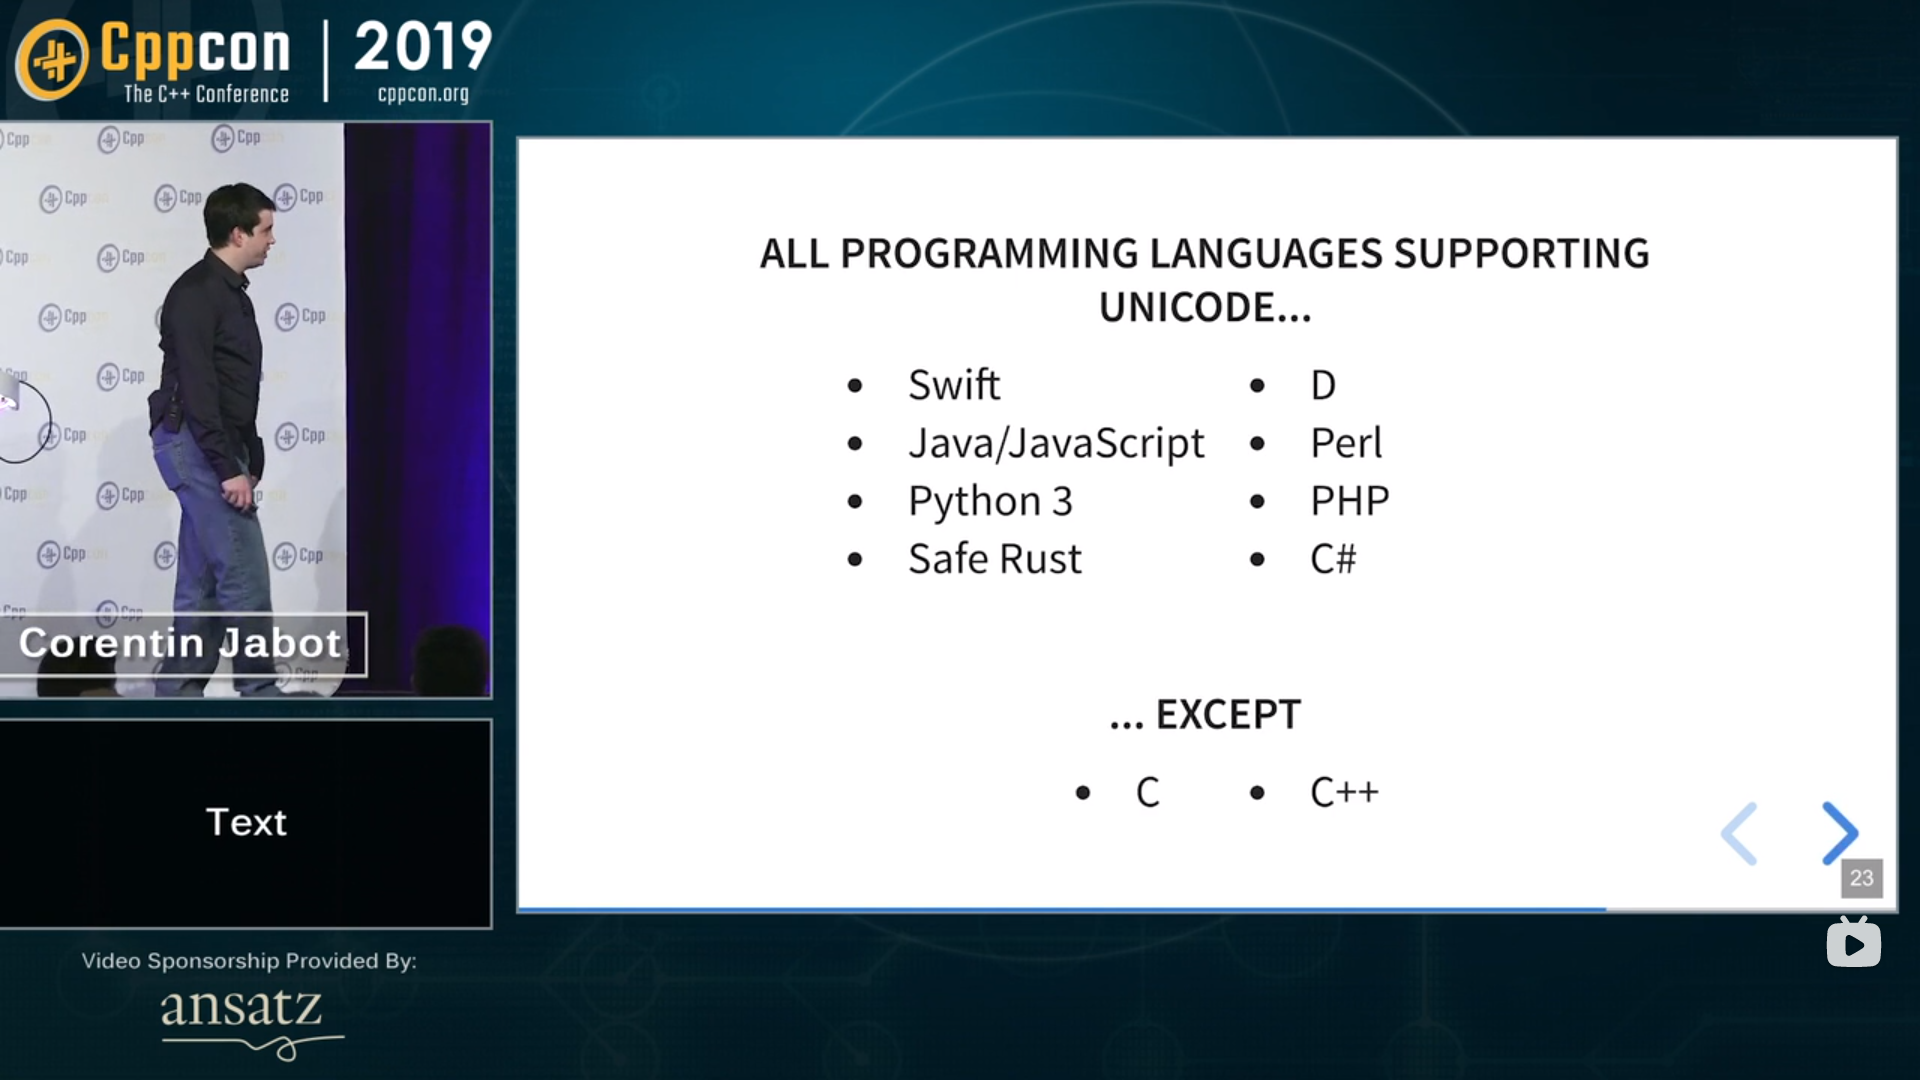 Cppcon
The C++ Conference
2019
cppcon.org
Corentin Jabot
Text
Video Sponsorship Provided By:
ansatz
ALL PROGRAMMING LANGUAGES SUPPORTING
UNICODE...
• Swift
• Java/JavaScript
• Python 3
• Safe Rust
• D
• Perl
• PHP
• C#
... EXCEPT
• C
• C++
23